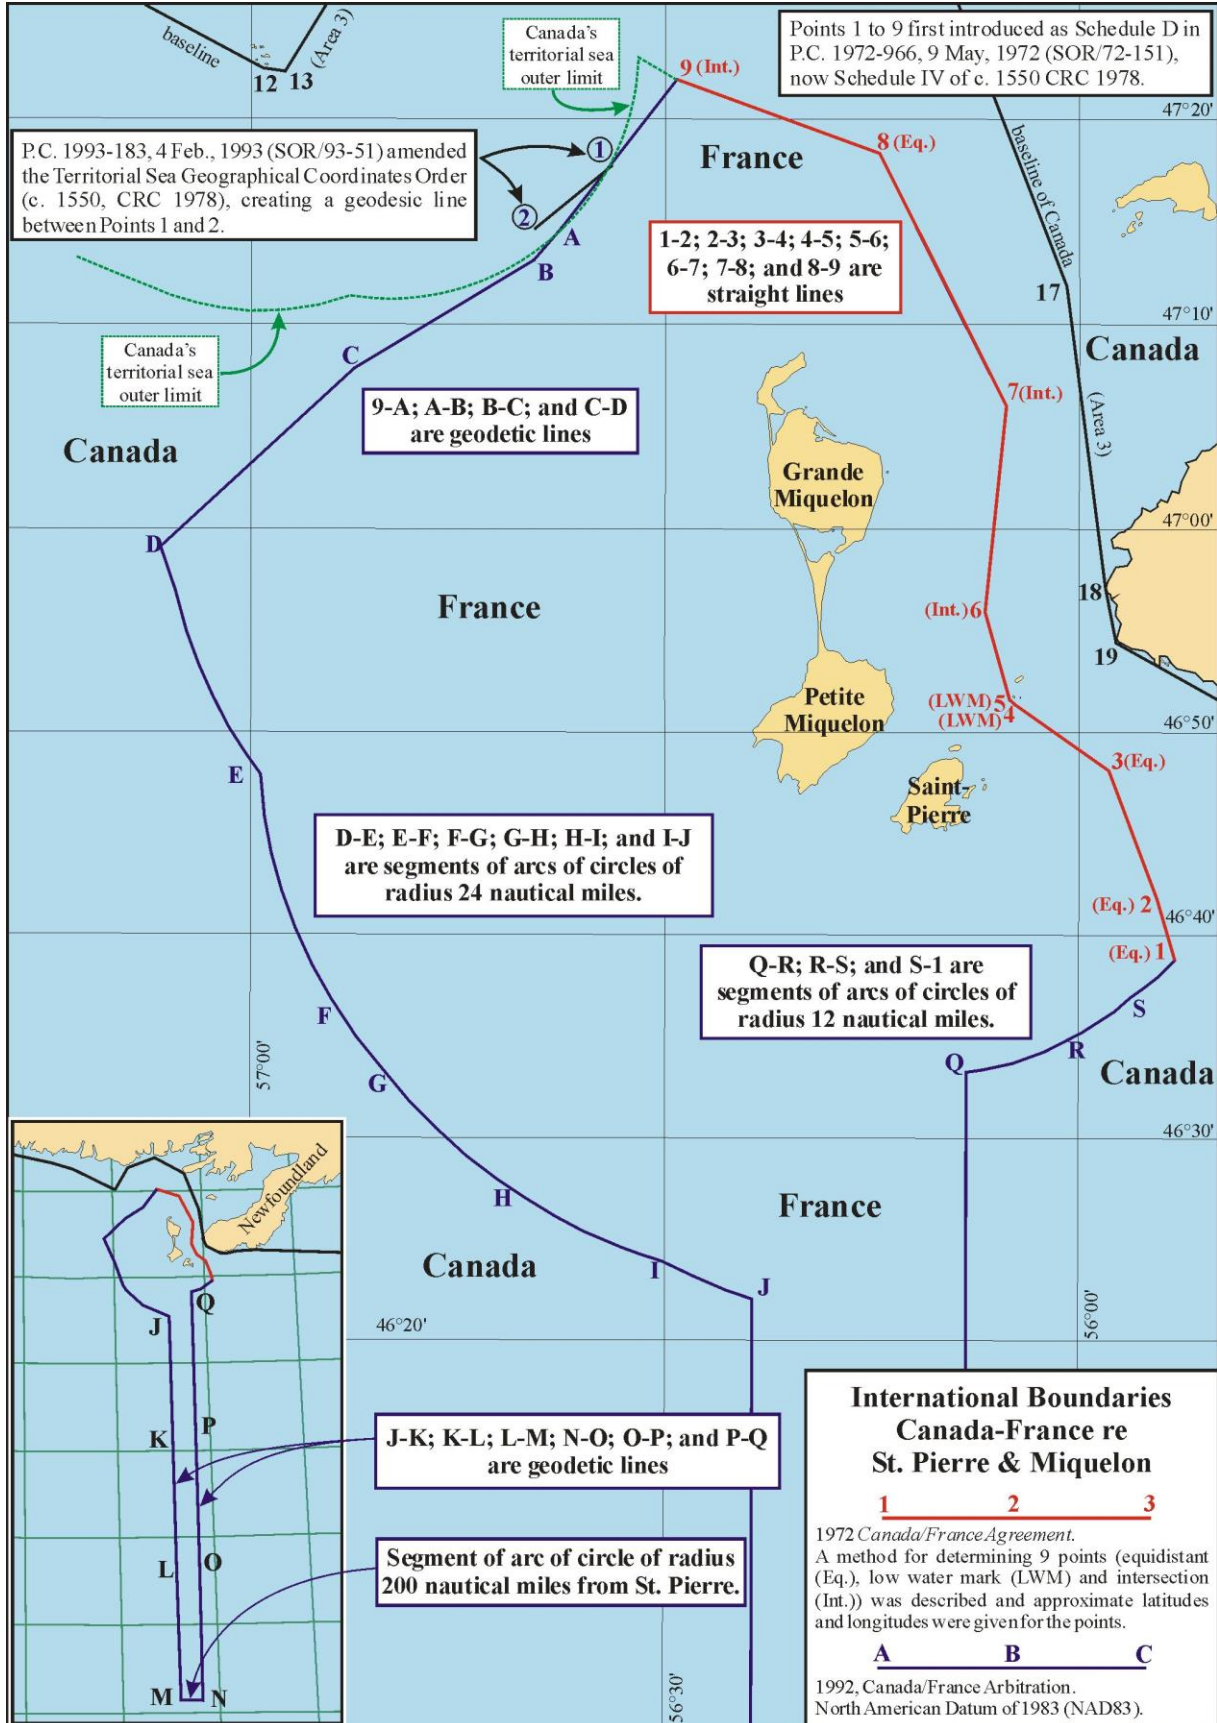 baseline
12
13
(Area 3)
Canada's
territorial sea
outer limit
9 (Int.)
Points 1 to 9 first introduced as Schedule D in
P.C. 1972-966, 9 May, 1972 (SOR/72-151),
now Schedule IV of c. 1550 CRC 1978.
47°20'
P.C. 1993-183, 4 Feb., 1993 (SOR/93-51) amended
the Territorial Sea Geographical Coordinates Order
(c. 1550, CRC 1978), creating a geodesic line
between Points 1 and 2.
1
2
A
B
France
8 (Eq.)
baseline of Canada
1-2; 2-3; 3-4; 4-5; 5-6;
6-7; 7-8; and 8-9 are
straight lines
17
47°10'
Canada's
territorial sea
outer limit
C
Canada
9-A; A-B; B-C; and C-D
are geodetic lines
7 (Int.)
(Area 3)
Canada
Grande
Miquelon
47°00'
D
France
(Int.) 6
18
19
Petite
Miquelon
(LWM) 5
(LWM) 4
46°50'
E
3 (Eq.)
Saint-
Pierre
D-E; E-F; F-G; G-H; H-I; and I-J
are segments of arcs of circles of
radius 24 nautical miles.
(Eq.) 2
46°40'
(Eq.) 1
Q-R; R-S; and S-1 are
segments of arcs of circles of
radius 12 nautical miles.
F
S
R
Q
57°00'
G
Canada
46°30'
H
France
Canada
I
J
46°20'
56°00'
Newfoundland
Q
J
P
K
L
O
M
N
J-K; K-L; L-M; N-O; O-P; and P-Q
are geodetic lines
Segment of arc of circle of radius
200 nautical miles from St. Pierre.
56°30'
International Boundaries
Canada-France re
St. Pierre & Miquelon
1 2 3
1972 Canada/France Agreement.
A method for determining 9 points (equidistant
(Eq.), low water mark (LWM) and intersection
(Int.)) was described and approximate latitudes
and longitudes were given for the points.
A B C
1992, Canada/France Arbitration.
North American Datum of 1983 (NAD83).